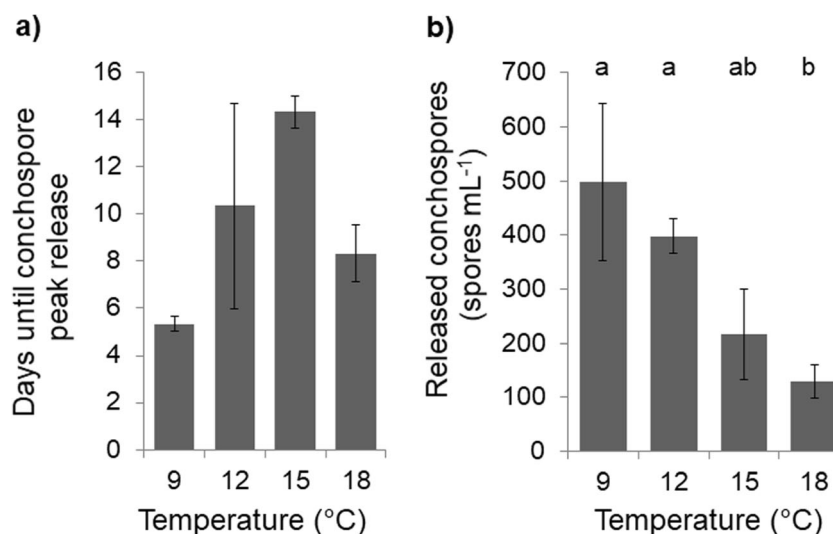 a)
Days until conchospore
peak release
16
14
12
10
8
6
4
2
0
9 12 15 18
Temperature (°C)
b)
Released conchospores
(spores mL⁻¹)
a a ab b
700
600
500
400
300
200
100
0
9 12 15 18
Temperature (°C)